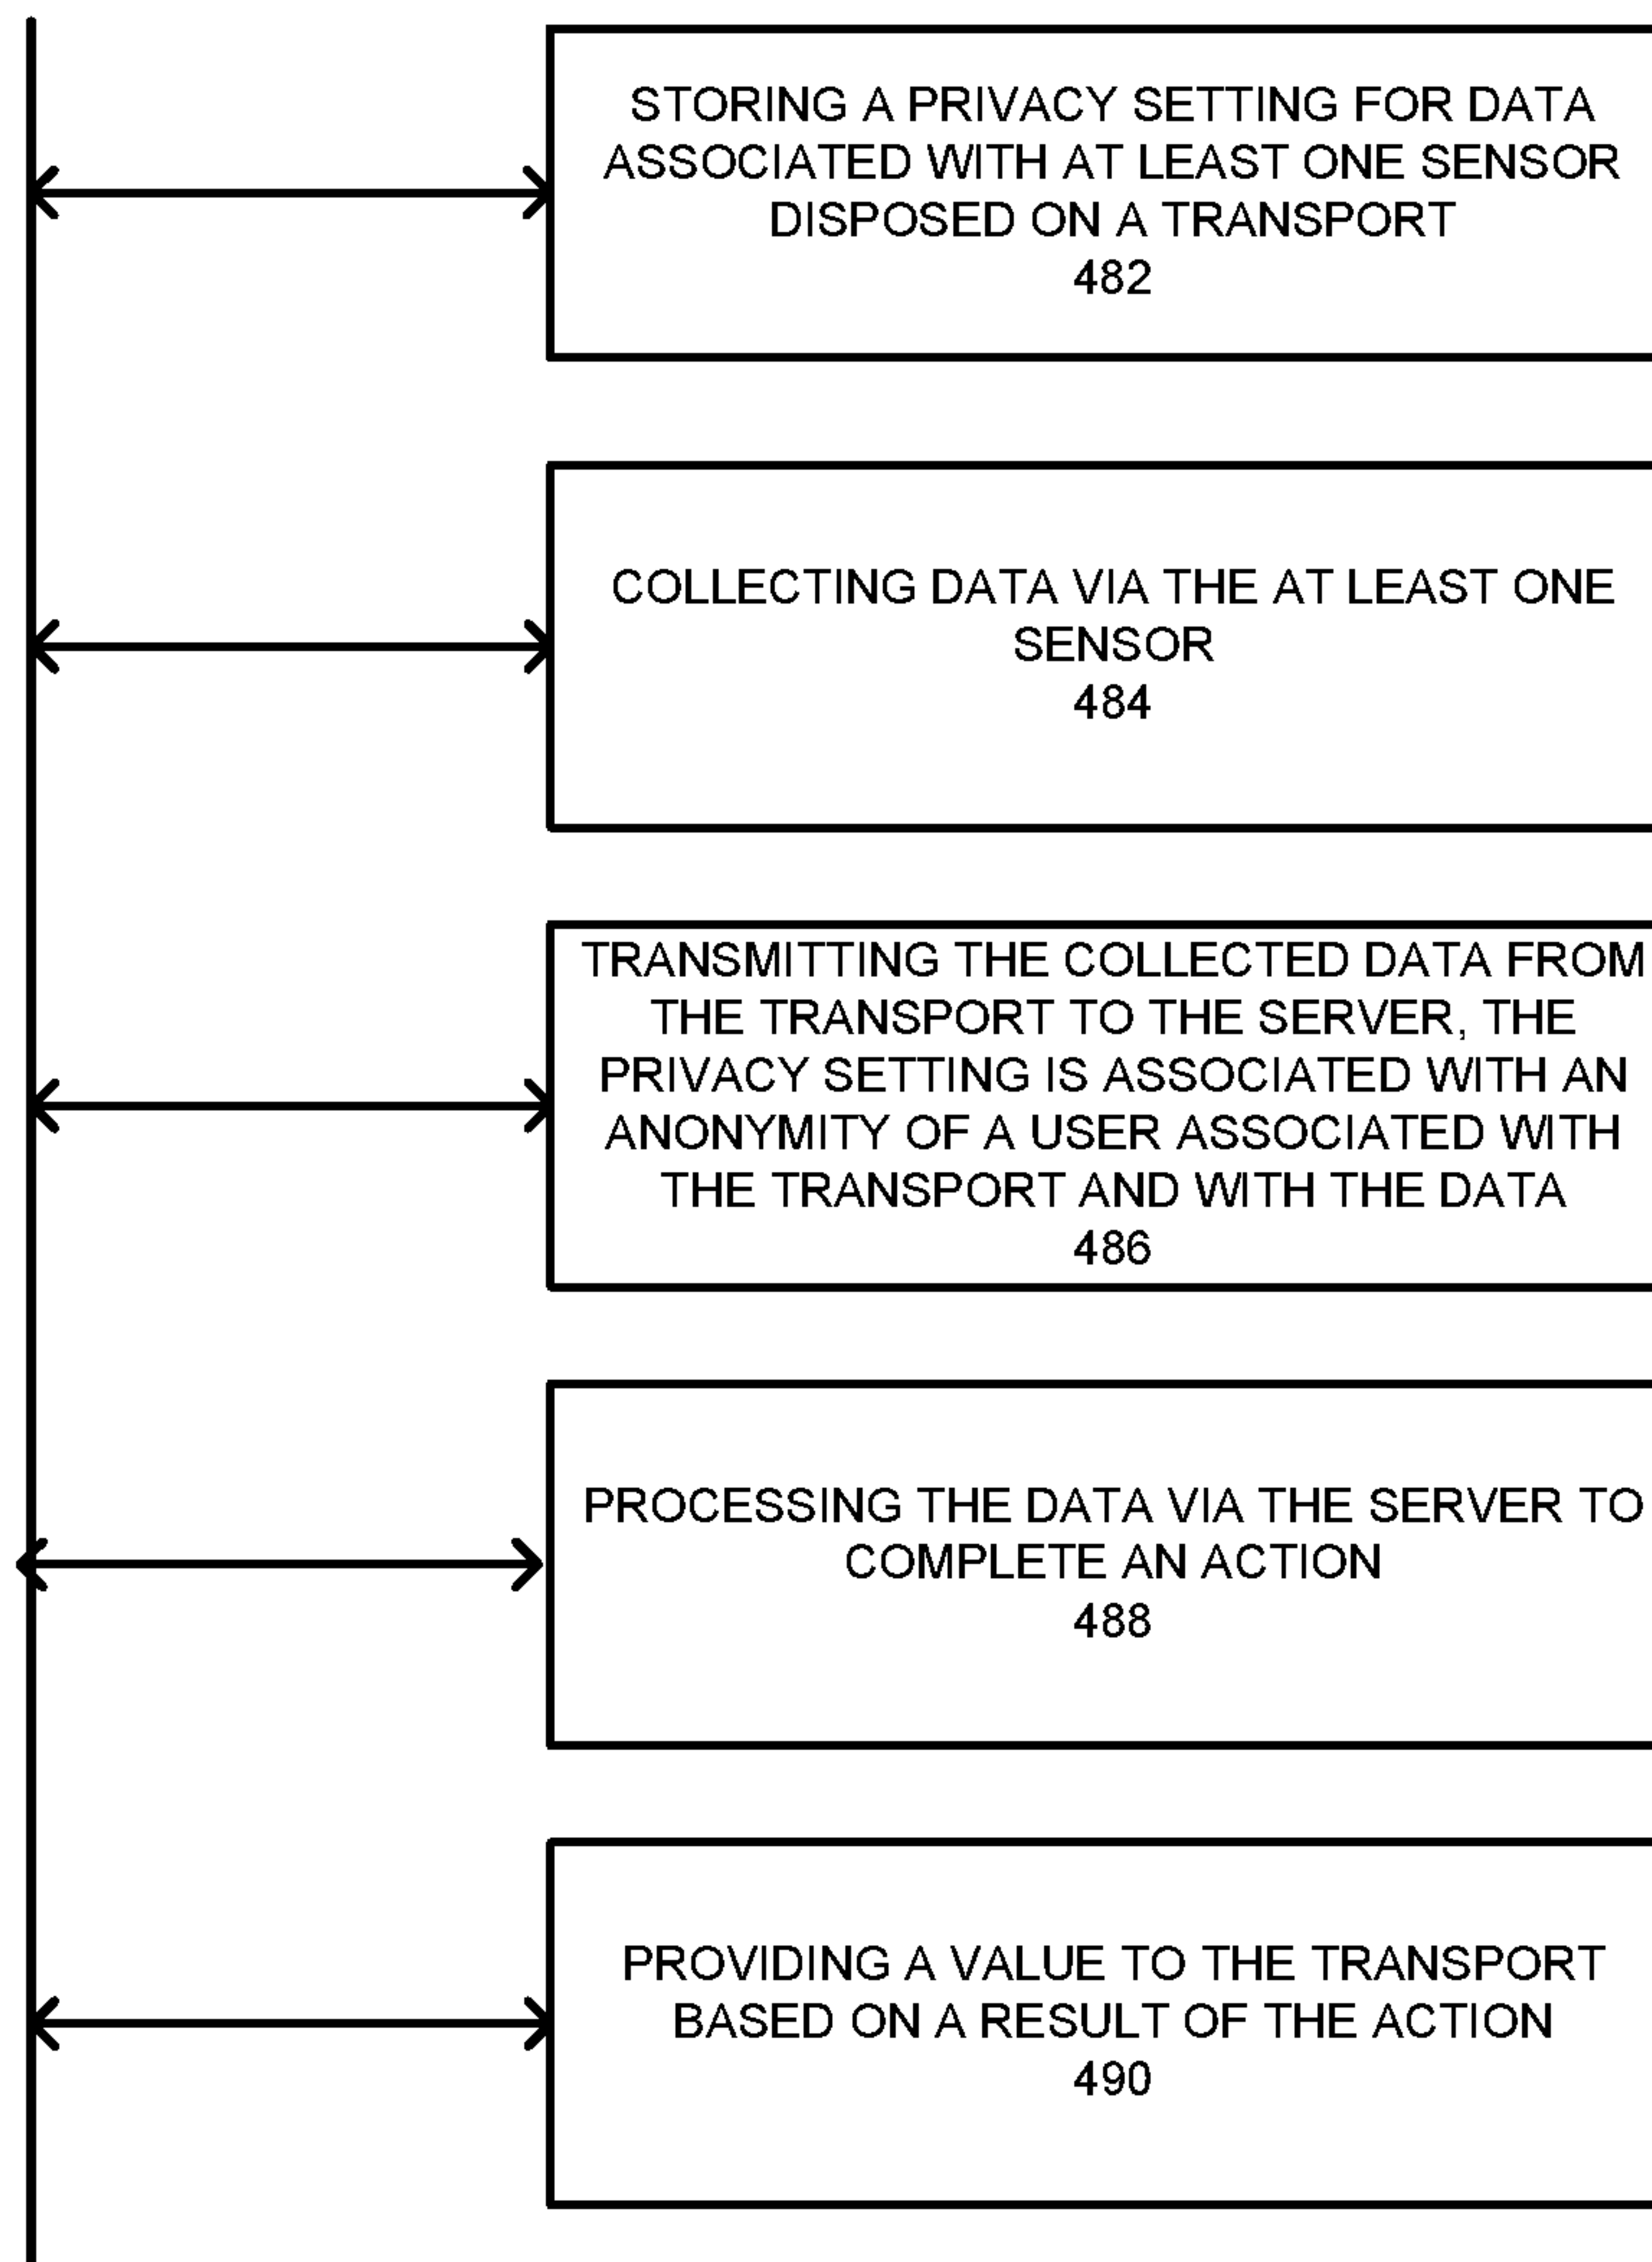 STORING A PRIVACY SETTING FOR DATA
ASSOCIATED WITH AT LEAST ONE SENSOR
DISPOSED ON A TRANSPORT
482
COLLECTING DATA VIA THE AT LEAST ONE
SENSOR
484
TRANSMITTING THE COLLECTED DATA FROM
THE TRANSPORT TO THE SERVER, THE
PRIVACY SETTING IS ASSOCIATED WITH AN
ANONYMITY OF A USER ASSOCIATED WITH
THE TRANSPORT AND WITH THE DATA
486
PROCESSING THE DATA VIA THE SERVER TO
COMPLETE AN ACTION
488
PROVIDING A VALUE TO THE TRANSPORT
BASED ON A RESULT OF THE ACTION
490